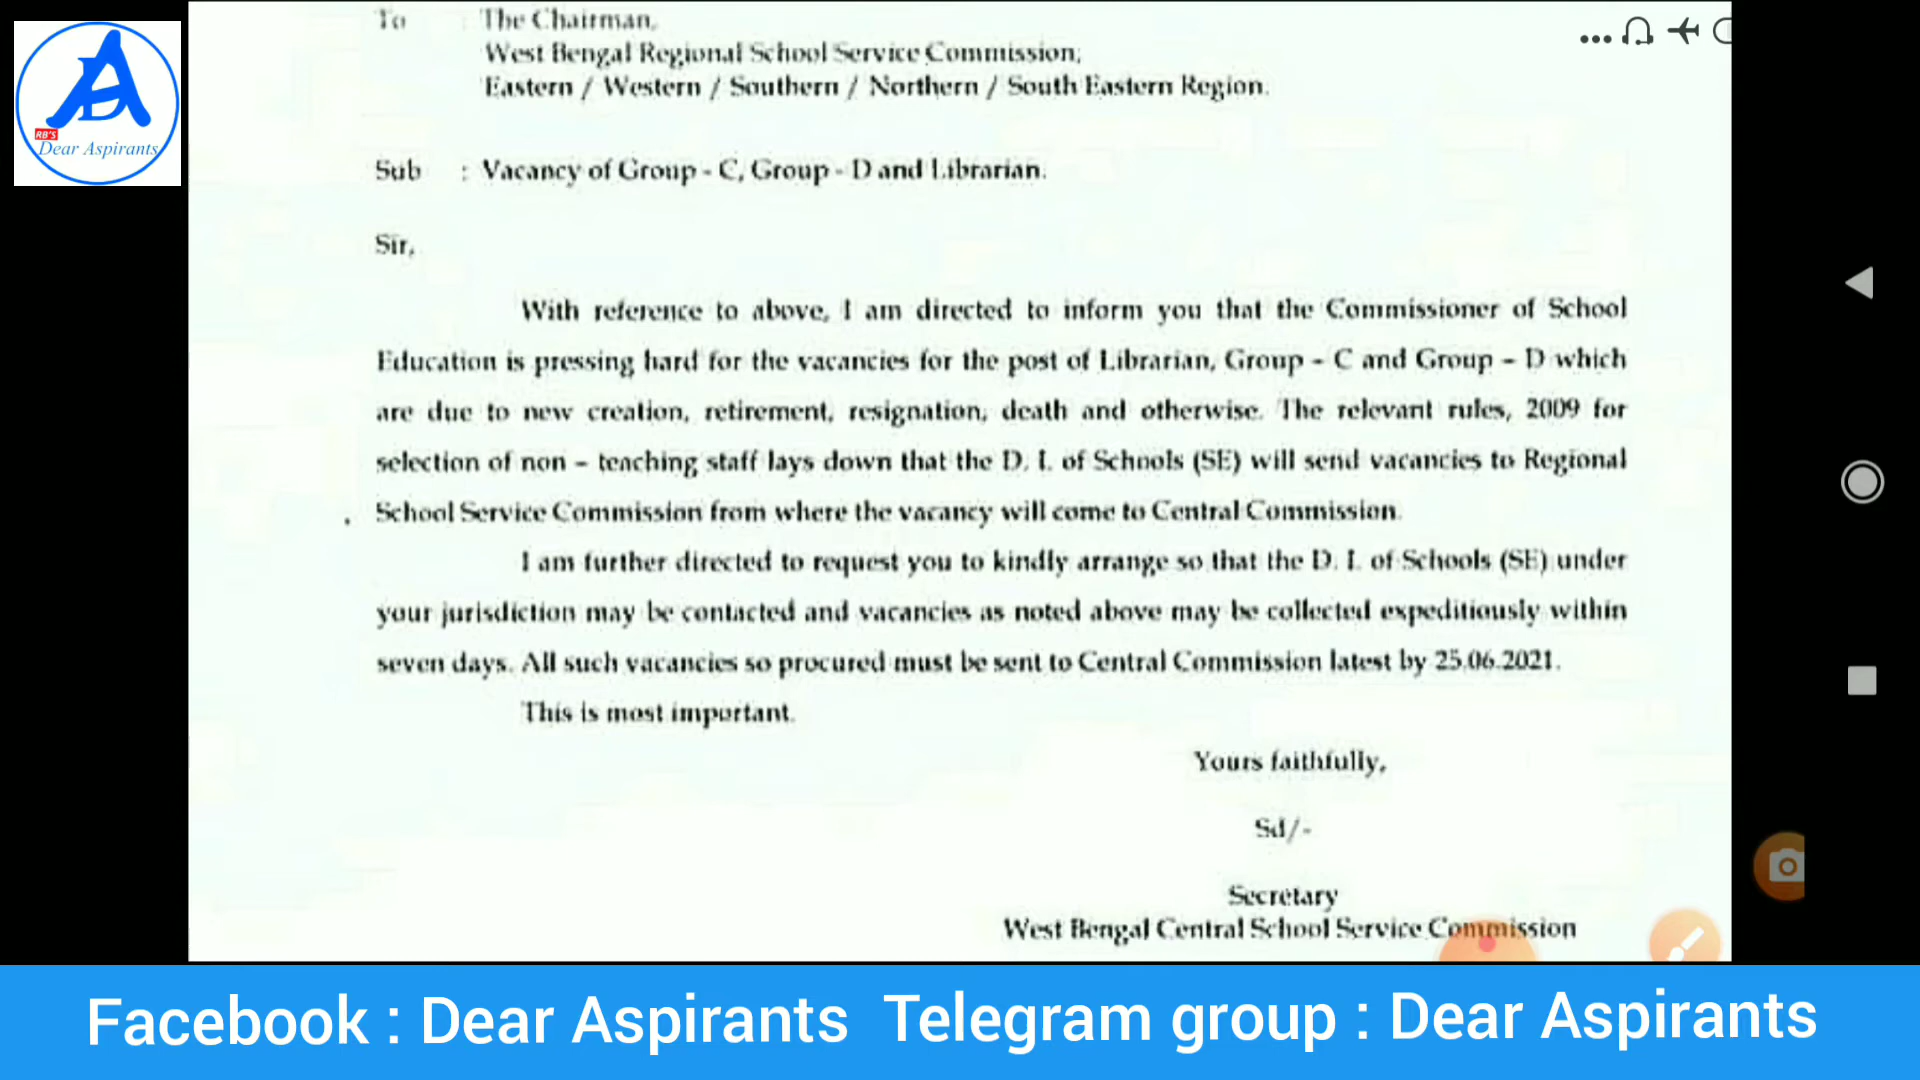 To : The Chairman,
West Bengal Regional School Service Commission,
Eastern / Western / Southern / Northern / South Eastern Region.
Sub : Vacancy of Group - C, Group - D and Librarian.
Sir,
With reference to above, I am directed to inform you that the Commissioner of School
Education is pressing hard for the vacancies for the post of Librarian, Group - C and Group – D which
are due to new creation, retirement, resignation, death and otherwise. The relevant rules, 2009 for
selection of non – teaching staff lays down that the D. I. of Schools (SE) will send vacancies to Regional
School Service Commission from where the vacancy will come to Central Commission.
I am further directed to request you to kindly arrange so that the D. I. of Schools (SE) under
your jurisdiction may be contacted and vacancies as noted above may be collected expeditiously within
seven days. All such vacancies so procured must be sent to Central Commission latest by 25.06.2021.
This is most important.
Yours faithfully,
Sd/-
Secretary
West Bengal Central School Service Commission
RB'S
Dear Aspirants
Facebook : Dear Aspirants Telegram group : Dear Aspirants